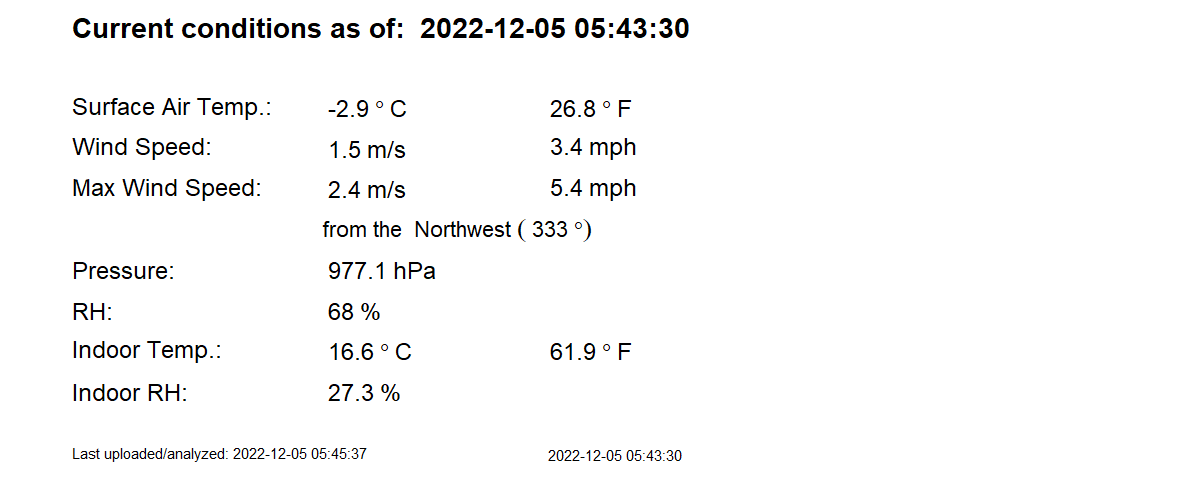 Current conditions as of:  2022-12-05 05:43:30
Surface Air Temp.: -2.9 ° C 26.8 ° F
Wind Speed: 1.5 m/s 3.4 mph
Max Wind Speed: 2.4 m/s 5.4 mph
from the  Northwest ( 333 °)
Pressure: 977.1 hPa
RH: 68 %
Indoor Temp.: 16.6 ° C 61.9 ° F
Indoor RH: 27.3 %
Last uploaded/analyzed: 2022-12-05 05:45:37 2022-12-05 05:43:30